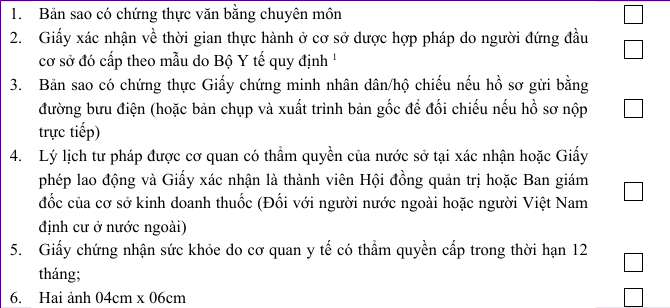 1. Bản sao có chứng thực văn bằng chuyên môn
2. Giấy xác nhận về thời gian thực hành ở cơ sở dược hợp pháp do người đứng đầu
cơ sở đó cấp theo mẫu do Bộ Y tế quy định 1
3. Bản sao có chứng thực Giấy chứng minh nhân dân/hộ chiếu nếu hồ sơ gửi bằng
đường bưu điện (hoặc bản chụp và xuất trình bản gốc để đối chiếu nếu hồ sơ nộp
trực tiếp)
4. Lý lịch tư pháp được cơ quan có thẩm quyền của nước sở tại xác nhận hoặc Giấy
phép lao động và Giấy xác nhận là thành viên Hội đồng quản trị hoặc Ban giám
đốc của cơ sở kinh doanh thuốc (Đối với người nước ngoài hoặc người Việt Nam
định cư ở nước ngoài)
5. Giấy chứng nhận sức khỏe do cơ quan y tế có thẩm quyền cấp trong thời hạn 12
tháng;
6. Hai ảnh 04cm x 06cm